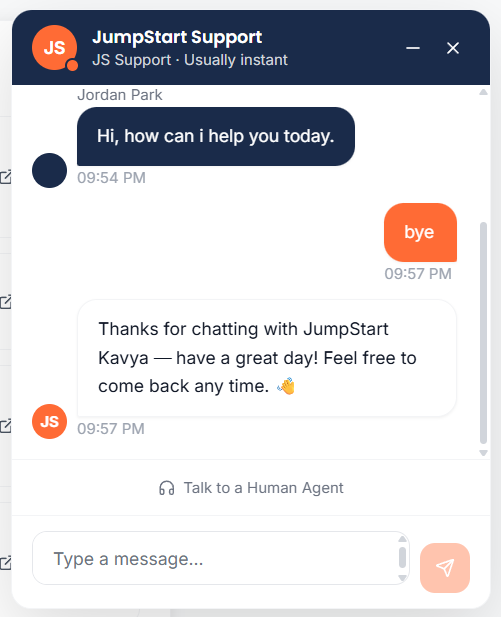 JS
JumpStart Support
JS Support · Usually instant
Jordan Park
Hi, how can i help you today.
09:54 PM
bye
09:57 PM
Thanks for chatting with JumpStart
Kavya — have a great day! Feel free to
come back any time. 👋
JS
09:57 PM
Talk to a Human Agent
Type a message...